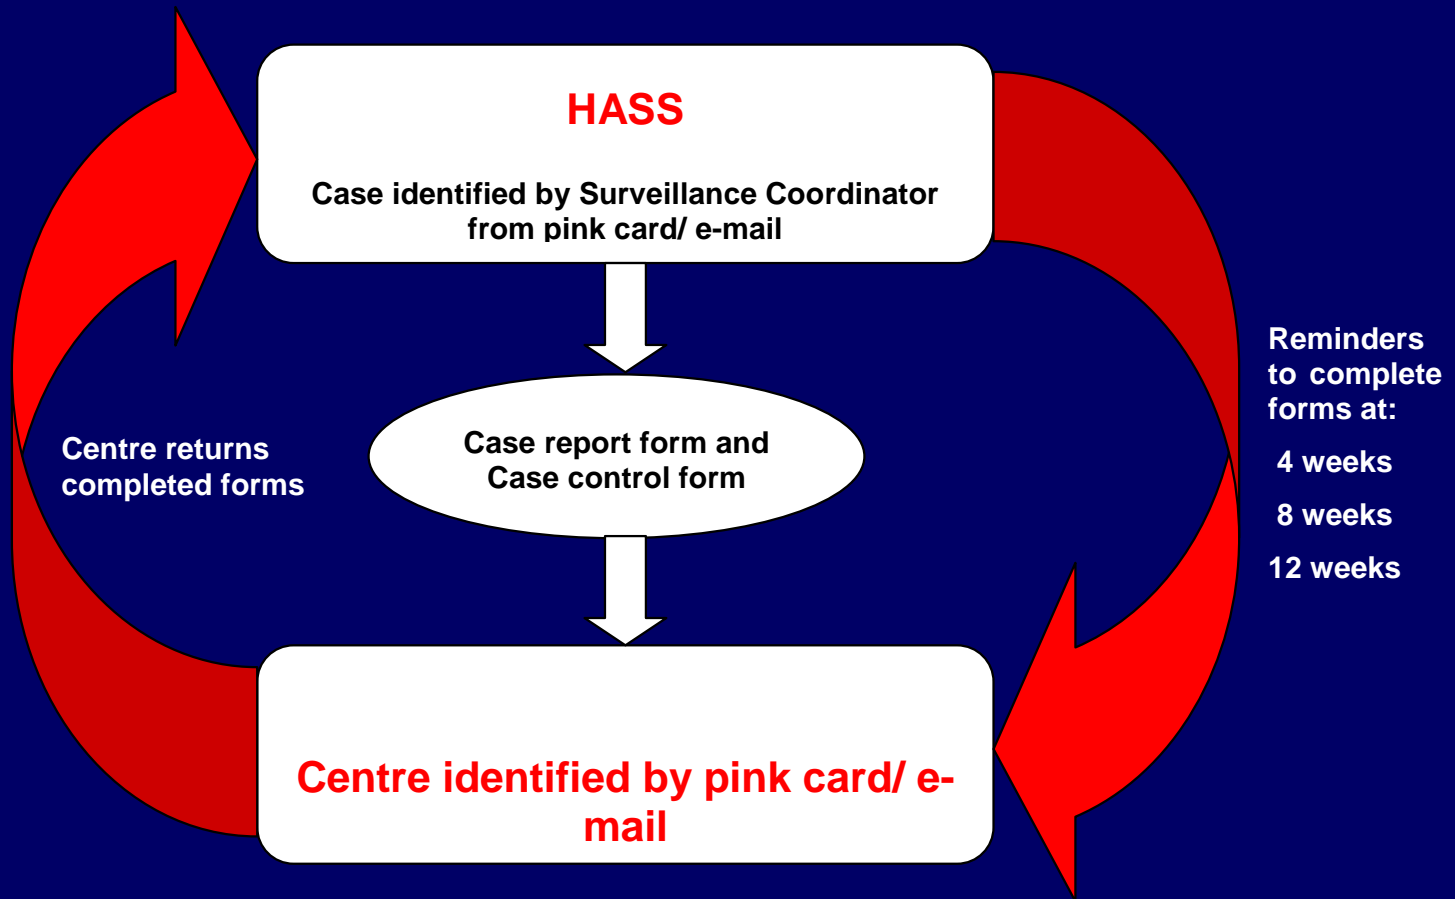 HASS
Case identified by Surveillance Coordinator
from pink card/ e-mail
Centre returns
completed forms
Case report form and
Case control form
Reminders
to complete
forms at:
4 weeks
8 weeks
12 weeks
Centre identified by pink card/ e-
mail